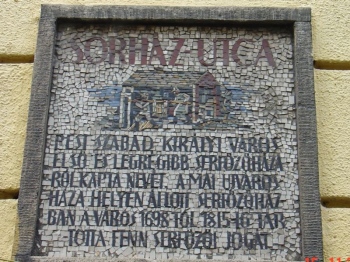 SÖRHÁZ UTCA
PESI SZABAD KIRÁLYI VÁROS
ELSŐ ÉS LEGRÉGIBB SERFŐZŐHÁZA
RÓL KAPTA NEVÉT. A MAI ÚJVÁROS
HÁZA HELYÉN ÁLLOTT SERFŐZŐHÁZ
BAN A VÁROS 1698 TÓL 1815-IG TAR
TOTTA FENN SERFŐZŐI JOGÁT